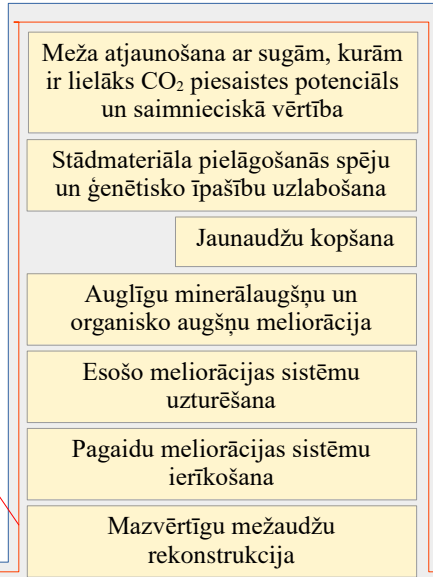 Meža atjaunošana ar sugām, kurām
ir lielāks CO₂ piesaistes potenciāls
un saimnieciskā vērtība
Stādmateriāla pielāgošanās spēju
un ģenētisko īpašību uzlabošana
Jaunaudžu kopšana
Auglīgu minerālaugšņu un
organisko augšņu meliorācija
Esošo meliorācijas sistēmu
uzturēšana
Pagaidu meliorācijas sistēmu
ierīkošana
Mazvērtīgu mežaudžu
rekonstrukcija